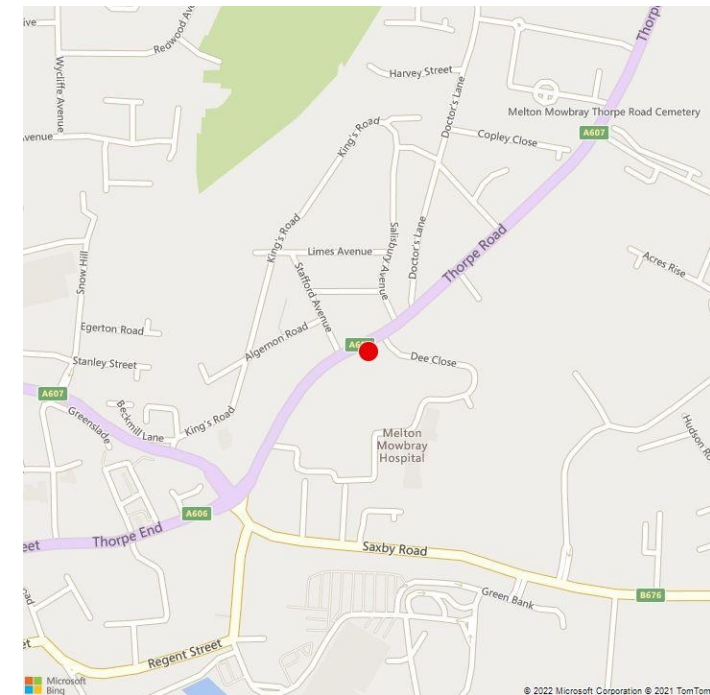 Thorpe
Redwood
Wycliffe Avenue
Harvey Street
Doctor's Lane
Melton Mowbray Thorpe Road Cemetery
King's Road
Copley Close
A607
Salisbury Avenue
King's Road
Limes Avenue
Doctor's Lane
Thorpe Road
Acres Rise
Snow Hill
Stafford Avenue
Egerton Road
Algernon Road
Stanley Street
Dee Close
A607
Beckmill Lane
Greenslade
King's Road
Melton
Mowbray
Hospital
Hudson
A606
Thorpe End
Saxby Road
Green Bank
B676
Regent Street
Microsoft
Bing
© 2022 Microsoft Corporation © 2021 TomTom